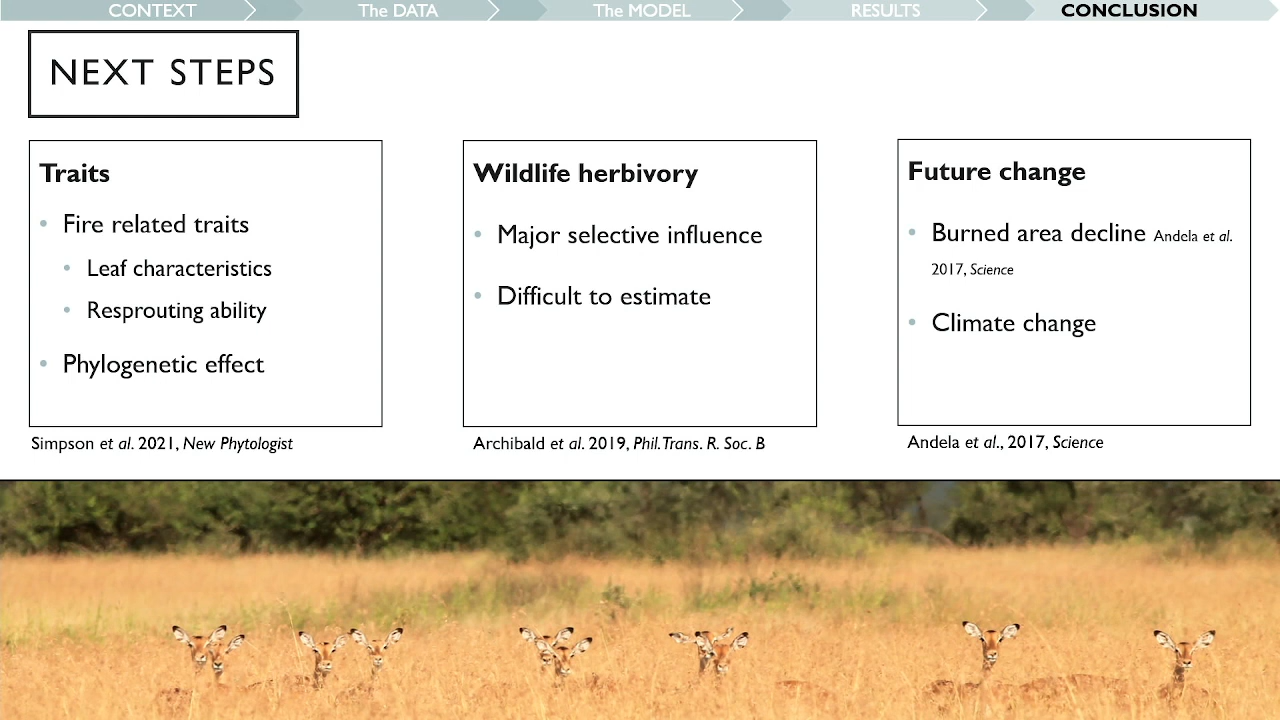 CONTEXT
The DATA
The MODEL
RESULTS
CONCLUSION
NEXT STEPS
Traits
• Fire related traits
• Leaf characteristics
• Resprouting ability
• Phylogenetic effect
Simpson et al. 2021, New Phytologist
Wildlife herbivory
• Major selective influence
• Difficult to estimate
Archibald et al. 2019, Phil.Trans. R. Soc. B
Future change
• Burned area decline Andela et al.
2017, Science
• Climate change
Andela et al., 2017, Science